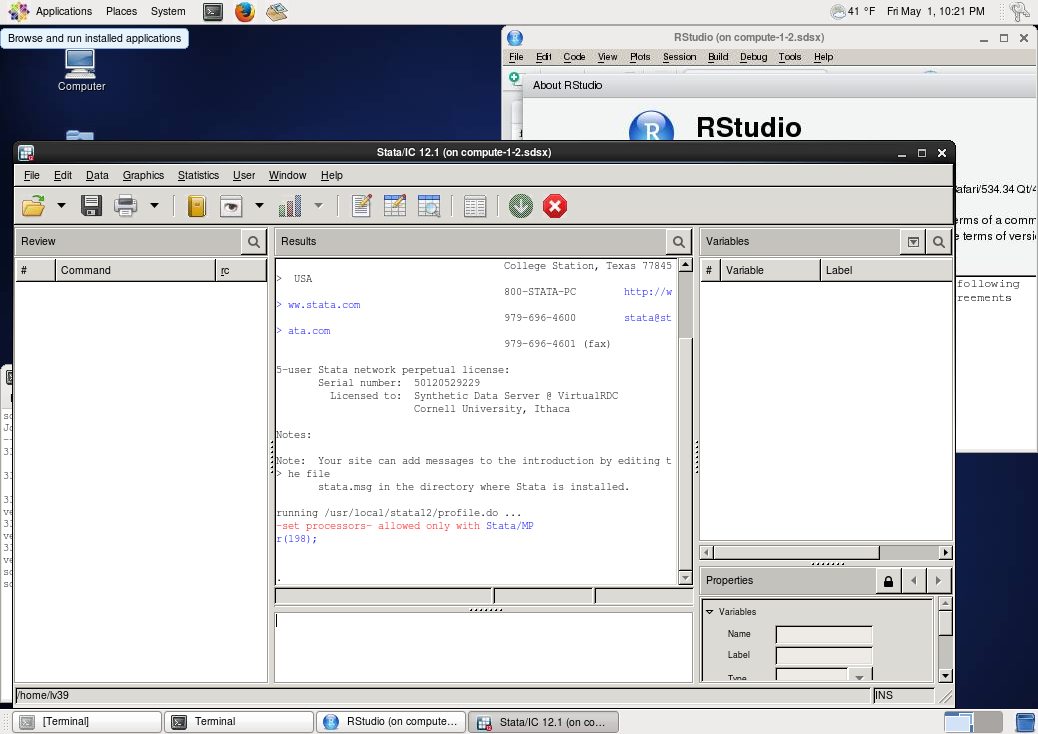 Applications Places System 41 °F Fri May 1, 10:21 PM
Browse and run installed applications
Computer
RStudio (on compute-1-2.sdsx)
File Edit Code View Plots Session Build Debug Tools Help
About RStudio
R RStudio
Stata/IC 12.1 (on compute-1-2.sdsx)
File Edit Data Graphics Statistics User Window Help
afari/534.34 Qt/4
erms of a comm
e terms of versi
following
reements
Review
# Command rc
Results
College Station, Texas 77845
> USA
800-STATA-PC http://w
> ww.stata.com
979-696-4600 stata@st
> ata.com
979-696-4601 (fax)
5-user Stata network perpetual license:
Serial number: 50120529229
Licensed to: Synthetic Data Server @ VirtualRDC
Cornell University, Ithaca
Notes:
Note: Your site can add messages to the introduction by editing t
> he file
stata.msg in the directory where Stata is installed.
running /usr/local/stata12/profile.do ...
-set processors- allowed only with Stata/MP
r(198);
.
Variables
# Variable Label
Properties
Variables
Name
Label
Type
/home/lv39 INS
[Terminal] Terminal RStudio (on compute... Stata/IC 12.1 (on co...